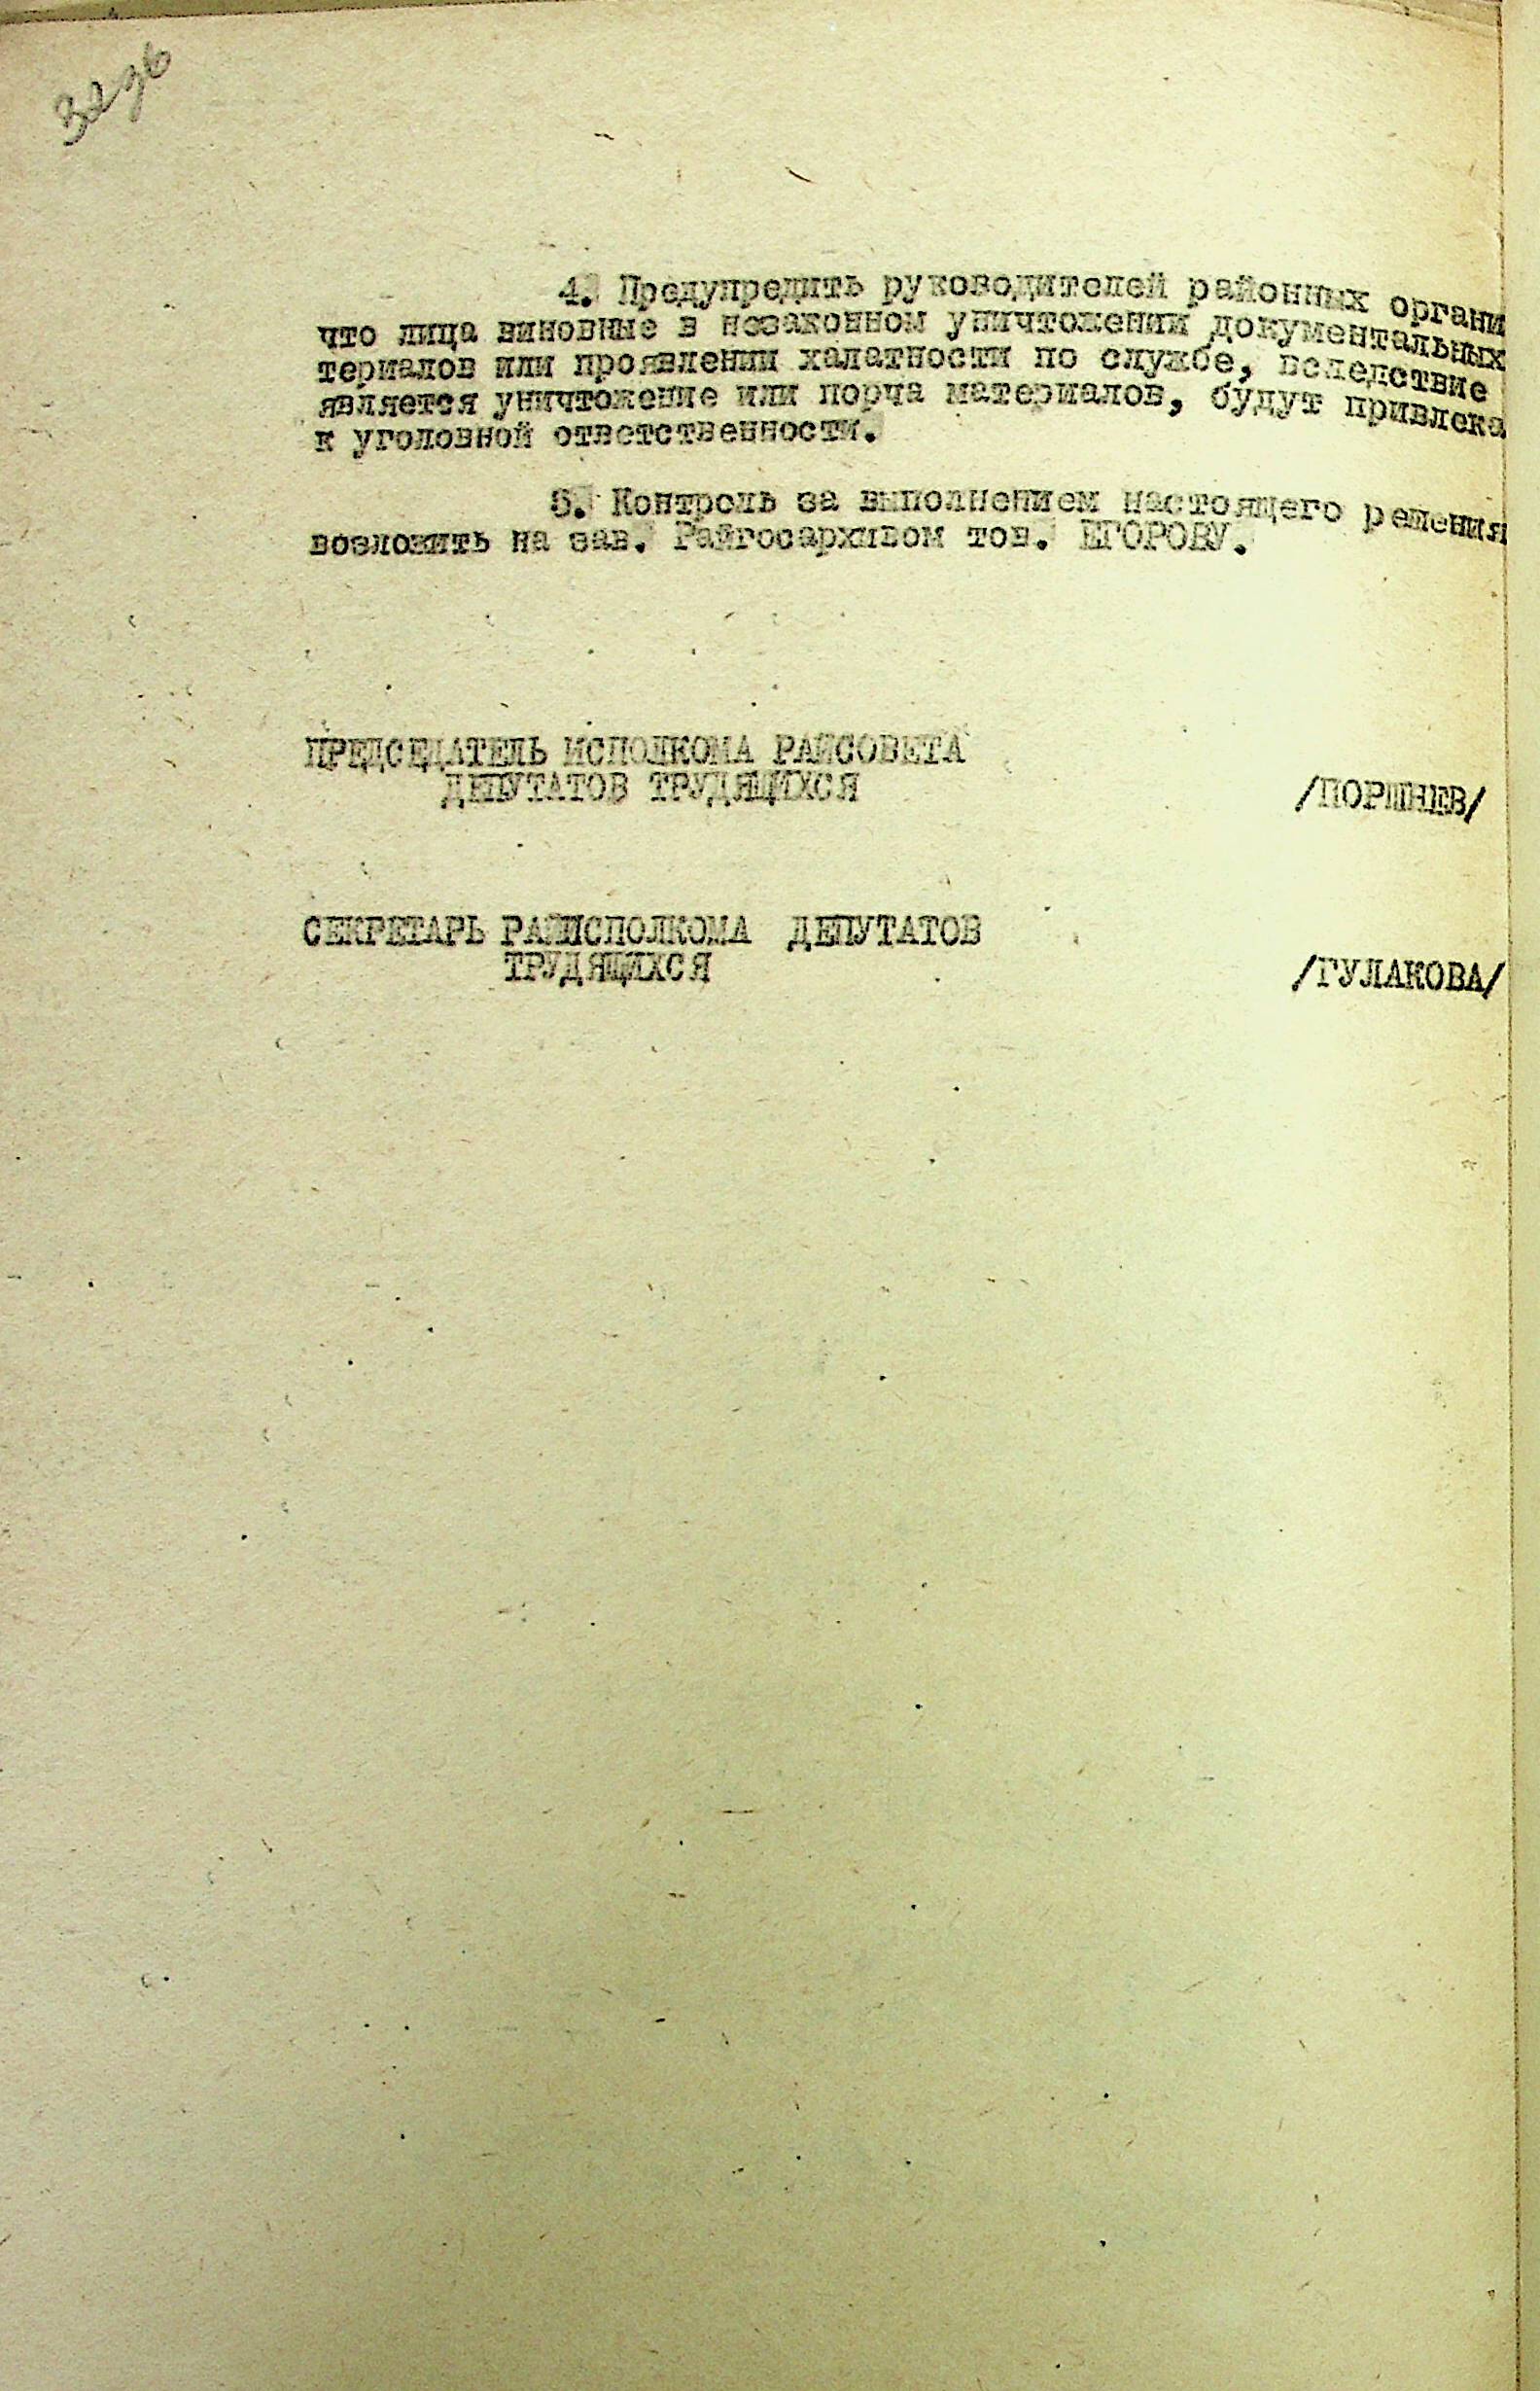 4. Предупредить руководителей районных органи
что лица виновные в незаконном уничтожении документальных
териалов или проявлении халатности по службе, вследствие
является уничтожение или порча материалов, будут привлека
к уголовной ответственности.
5. Контроль за выполнением настоящего решения
возложить на зав. Райгосархивом тов. ЕГОРОВУ.
ПРЕДСЕДАТЕЛЬ ИСПОЛКОМА РАЙСОВЕТА
ДЕПУТАТОВ ТРУДЯЩИХСЯ
/ПОРШНЕВ/
СЕКРЕТАРЬ РАЙИСПОЛКОМА ДЕПУТАТОВ
ТРУДЯЩИХСЯ
/ГУЛАКОВА/